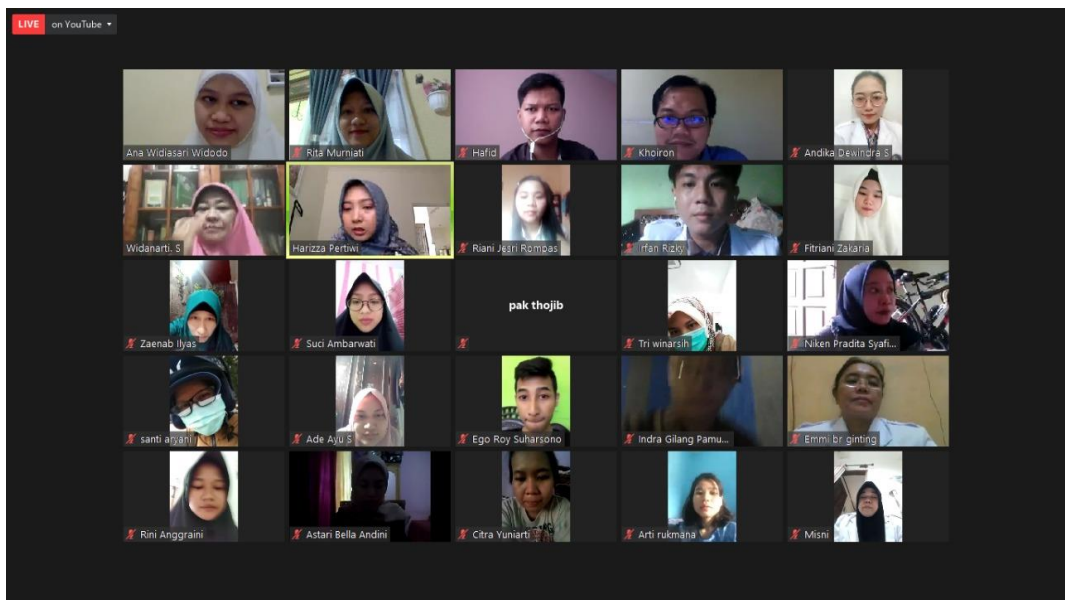 LIVE on YouTube
Ana Widiasari Widodo
Rita Murniati
Hafid
Khoiron
Andika Dewindra S
Widanarti. S
Harizza Pertiwi
Riani Jesri Rompas
Irfan Rizky
Fitriani Zakaria
Zaenab Ilyas
Suci Ambarwati
pak thojib
Tri winarsih
Niken Pradita Syafi...
santi aryani
Ade Ayu S
Ego Roy Suharsono
Indra Gilang Pamu...
Emmi br ginting
Rini Anggraini
Astari Bella Andini
Citra Yuniarti
Arti rukmana
Misni